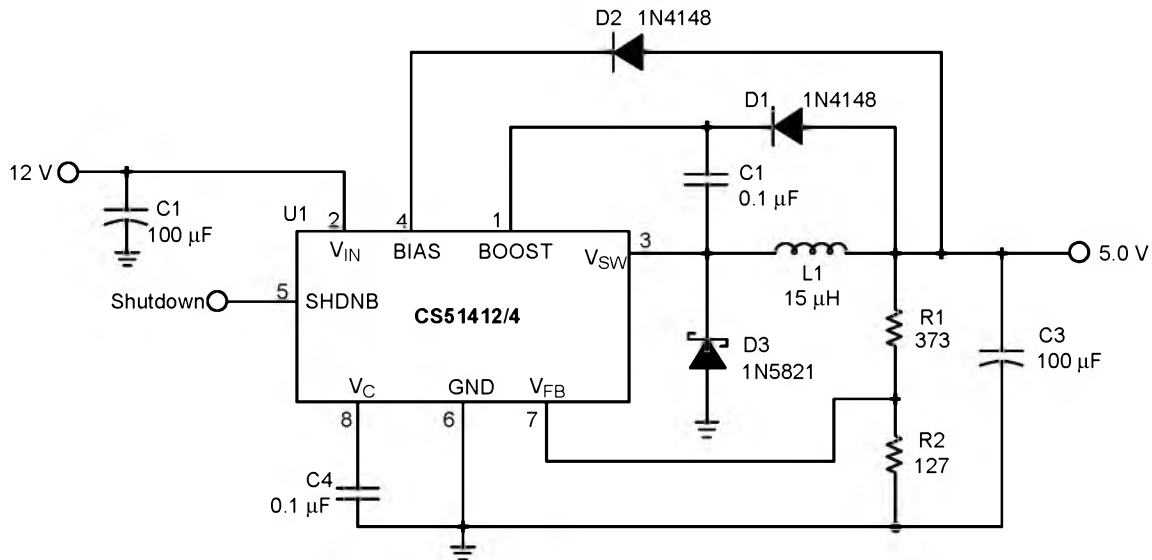 D2 1N4148
D1 1N4148
12 V
C1
100 μF
C1
0.1 μF
U1
2
4
1
3
V_IN
BIAS
BOOST
V_SW
5.0 V
L1
15 μH
Shutdown
5
SHDNB
CS51412/4
R1
373
C3
100 μF
D3
1N5821
V_C
GND
V_FB
8
6
7
R2
127
C4
0.1 μF